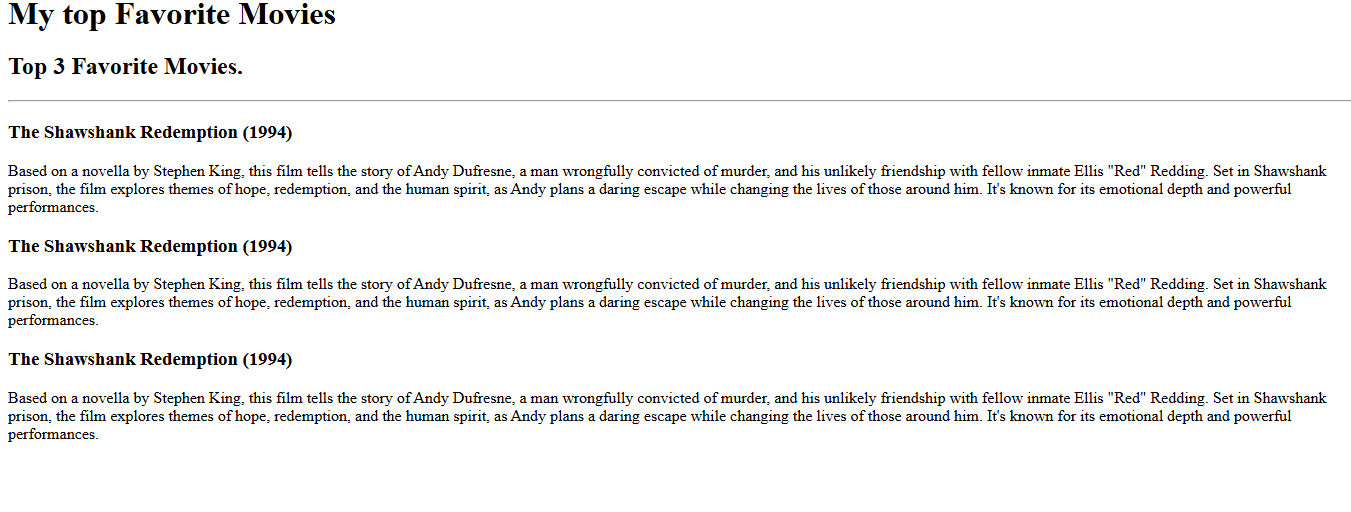 My top Favorite Movies
Top 3 Favorite Movies.
The Shawshank Redemption (1994)
Based on a novella by Stephen King, this film tells the story of Andy Dufresne, a man wrongfully convicted of murder, and his unlikely friendship with fellow inmate Ellis "Red" Redding. Set in Shawshank
prison, the film explores themes of hope, redemption, and the human spirit, as Andy plans a daring escape while changing the lives of those around him. It's known for its emotional depth and powerful
performances.
The Shawshank Redemption (1994)
Based on a novella by Stephen King, this film tells the story of Andy Dufresne, a man wrongfully convicted of murder, and his unlikely friendship with fellow inmate Ellis "Red" Redding. Set in Shawshank
prison, the film explores themes of hope, redemption, and the human spirit, as Andy plans a daring escape while changing the lives of those around him. It's known for its emotional depth and powerful
performances.
The Shawshank Redemption (1994)
Based on a novella by Stephen King, this film tells the story of Andy Dufresne, a man wrongfully convicted of murder, and his unlikely friendship with fellow inmate Ellis "Red" Redding. Set in Shawshank
prison, the film explores themes of hope, redemption, and the human spirit, as Andy plans a daring escape while changing the lives of those around him. It's known for its emotional depth and powerful
performances.